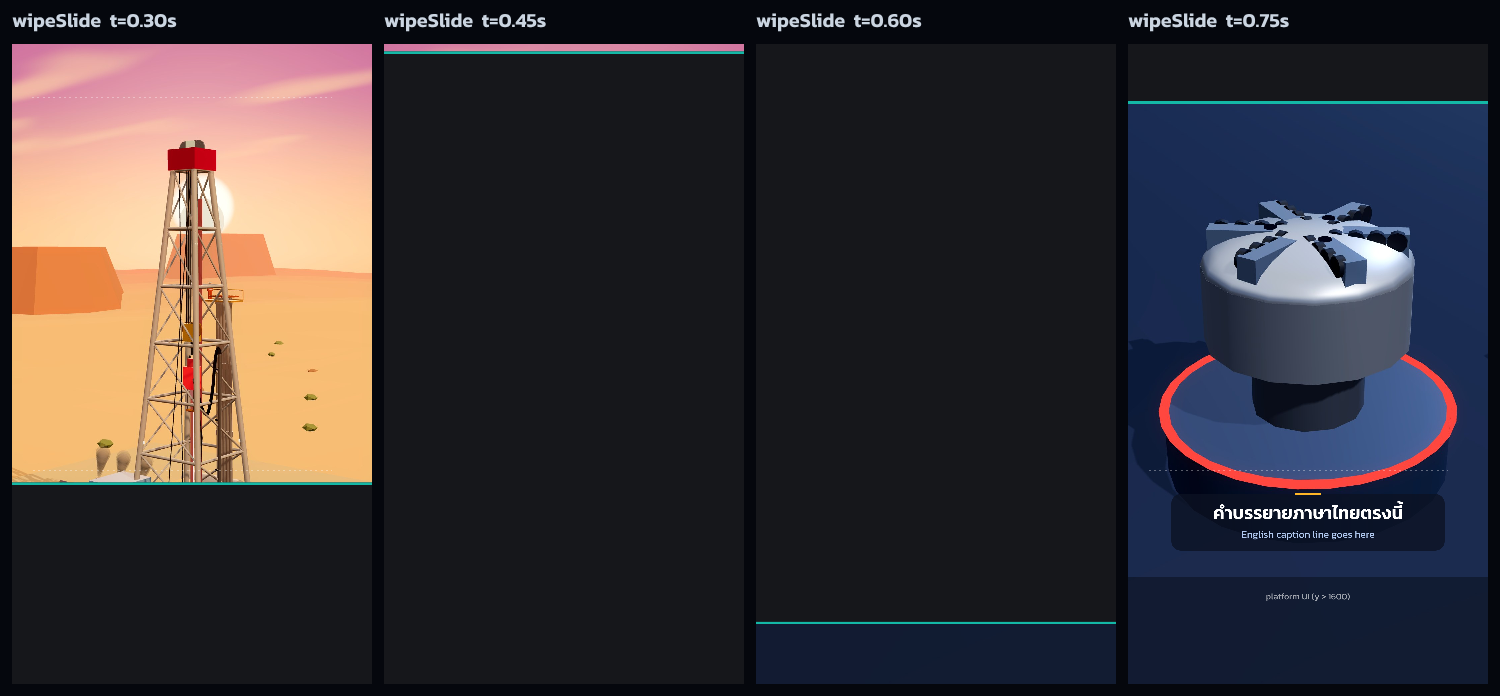 wipeSlide t=0.30s
wipeSlide t=0.45s
wipeSlide t=0.60s
wipeSlide t=0.75s
คำบรรยายภาษาไทยตรงนี้
English caption line goes here
platform UI (y > 1600)